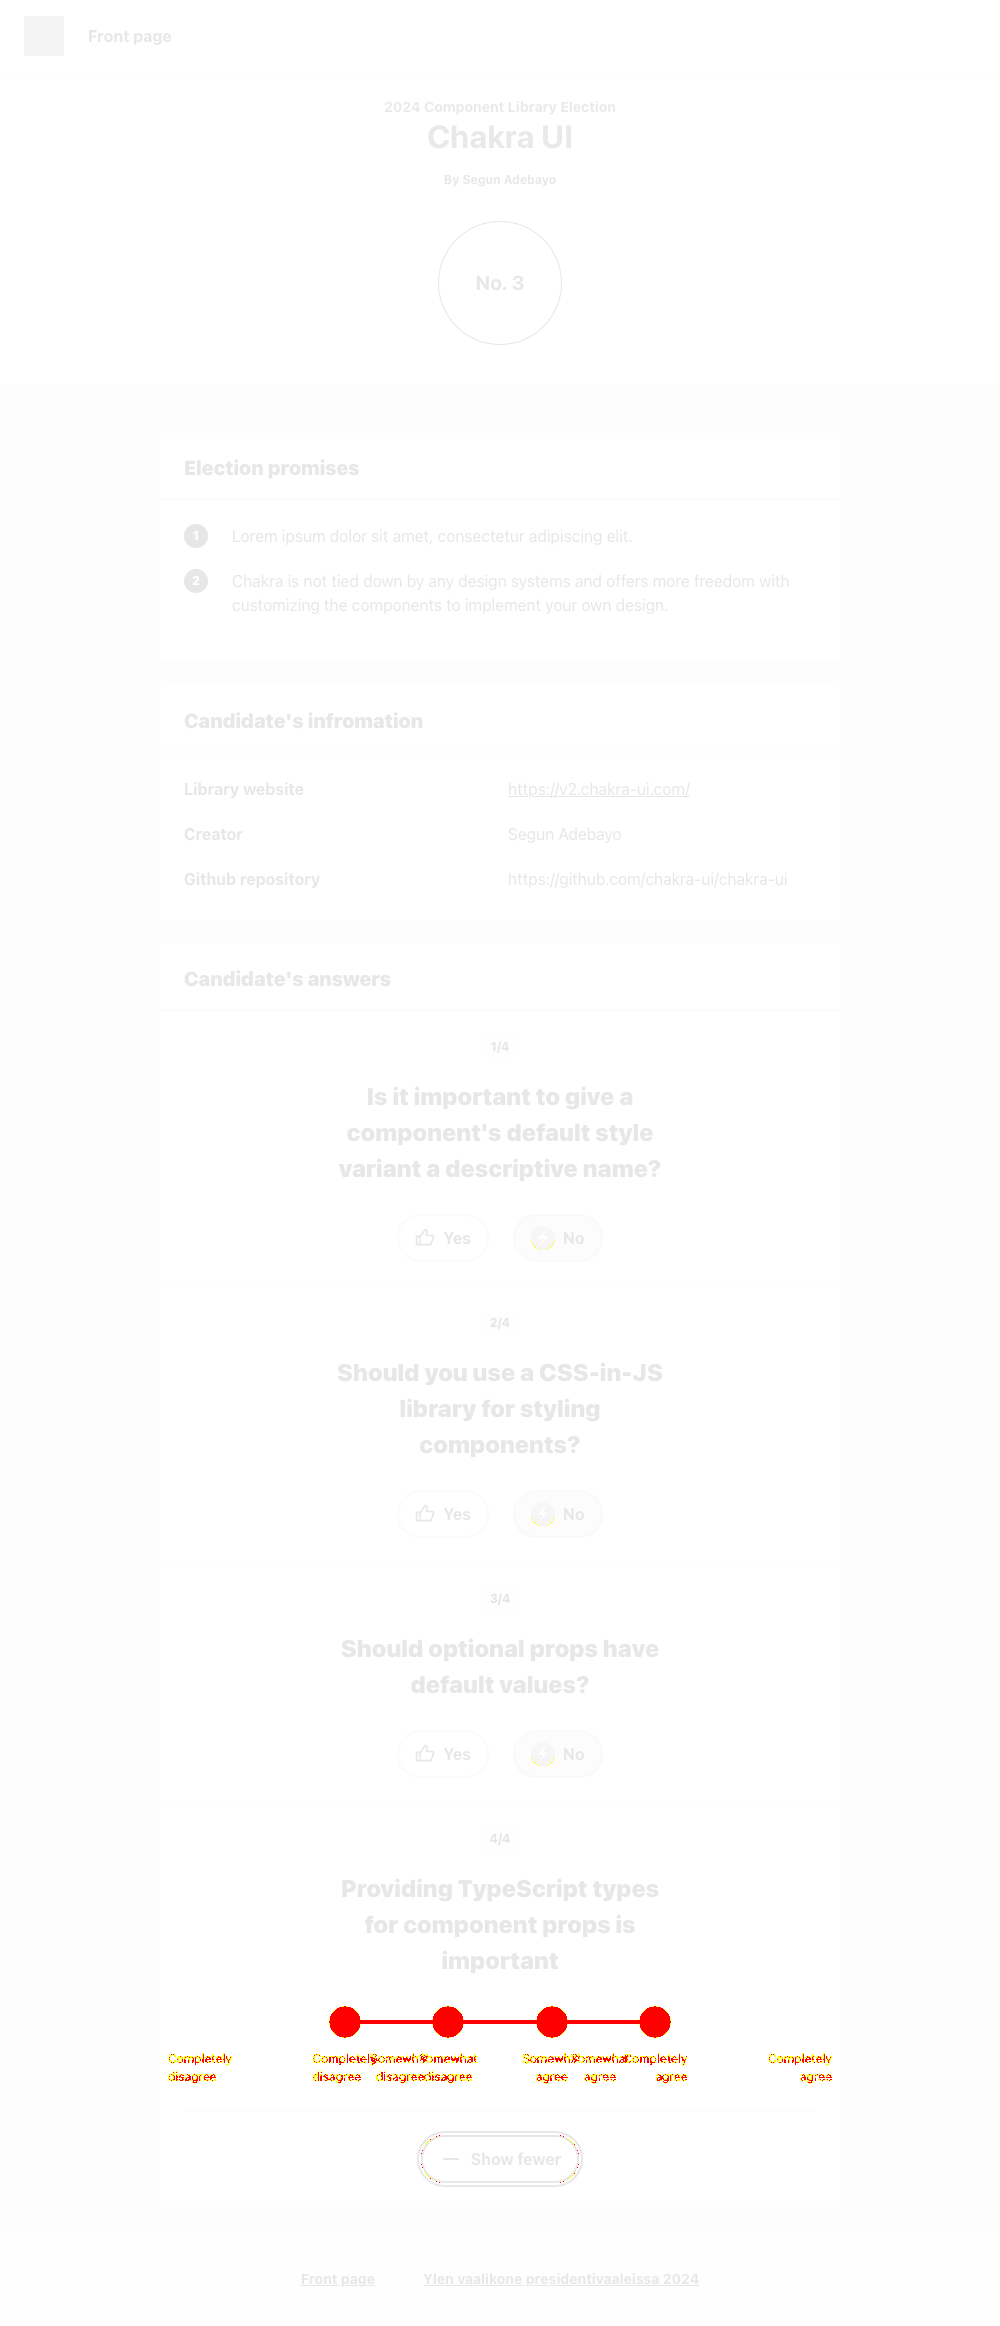 Front page
2024 Component Library Election
Chakra UI
By Segun Adebayo
No. 3
Election promises
1 Lorem ipsum dolor sit amet, consectetur adipiscing elit.
2 Chakra is not tied down by any design systems and offers more freedom with
customizing the components to implement your own design.
Candidate's infromation
Library website https://v2.chakra-ui.com/
Creator Segun Adebayo
Github repository https://github.com/chakra-ui/chakra-ui
Candidate's answers
1/4
Is it important to give a
component's default style
variant a descriptive name?
Yes No
2/4
Should you use a CSS-in-JS
library for styling
components?
Yes No
3/4
Should optional props have
default values?
Yes No
4/4
Providing TypeScript types
for component props is
important
Completely Completely Somewhat Somewhat Somewhat Somewhat Completely Completely
disagree disagree disagree disagree agree agree agree agree
Show fewer
Front page Ylen vaalikone presidentivaaleissa 2024